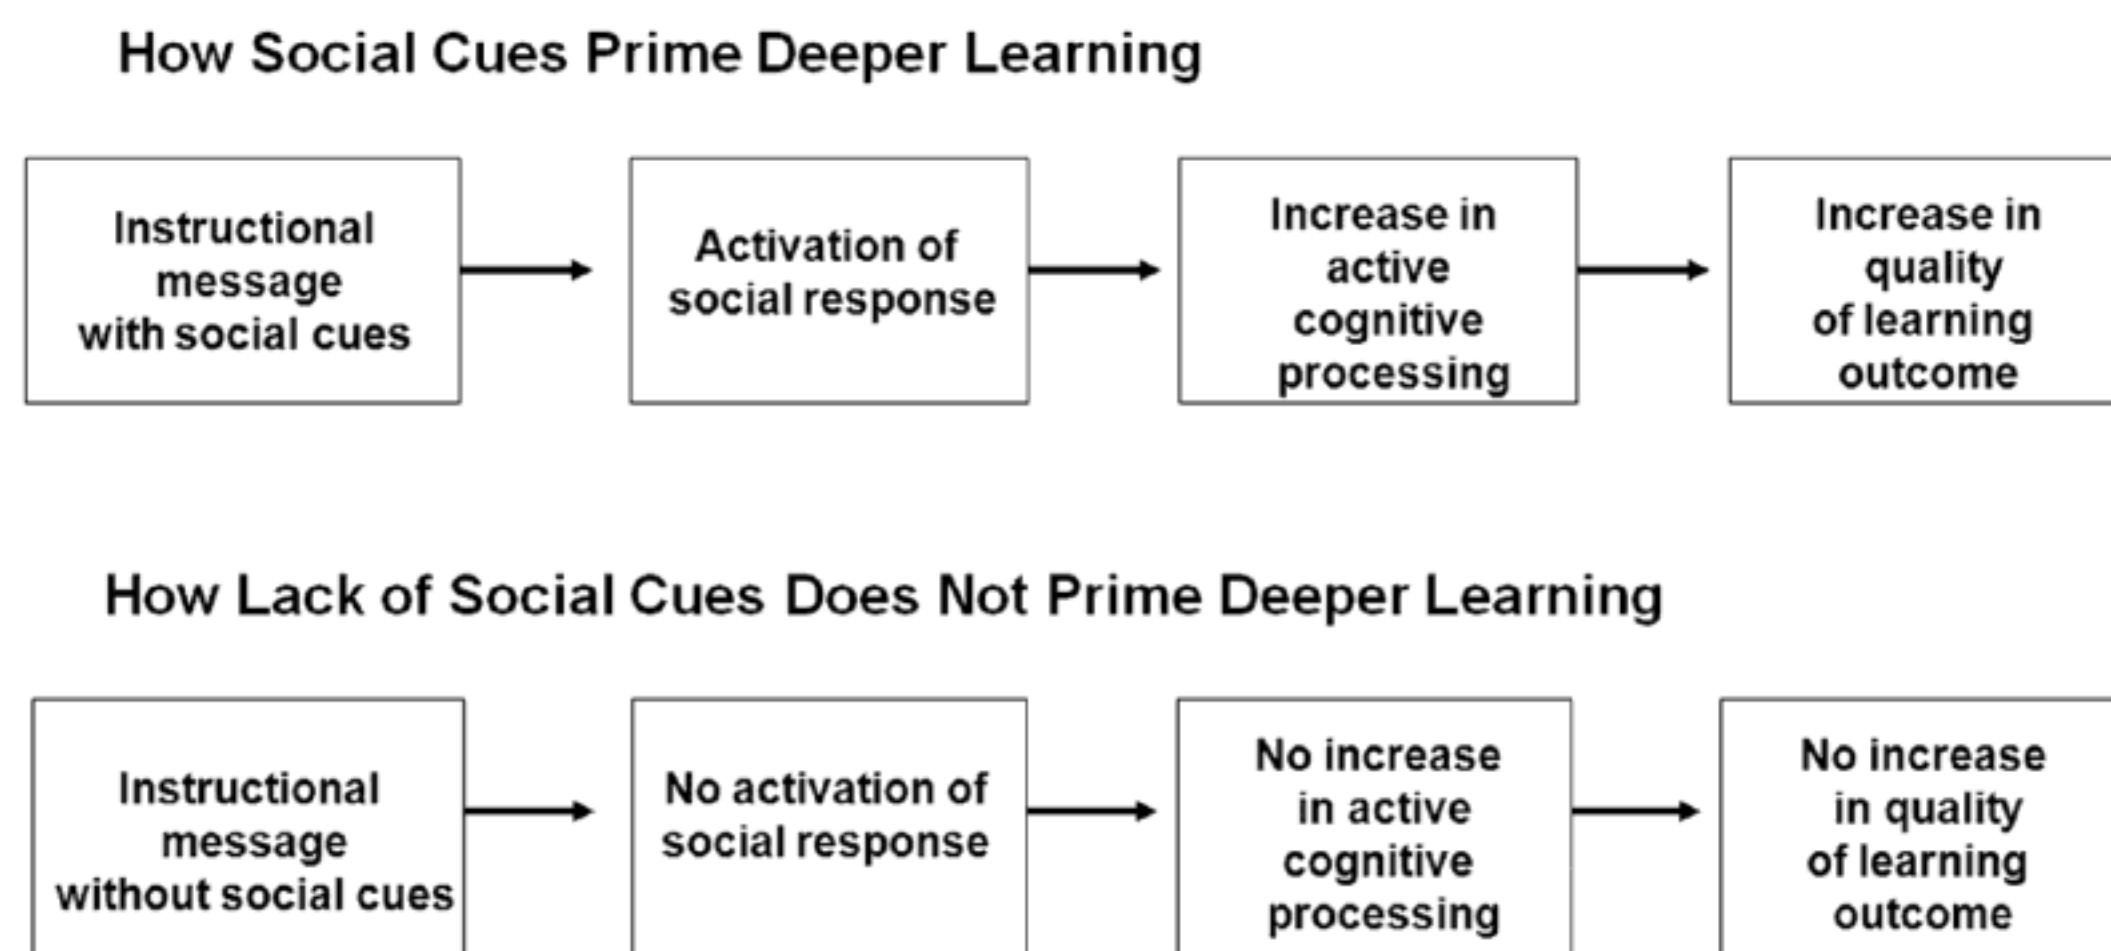 How Social Cues Prime Deeper Learning
Instructional
message
with social cues
Activation of
social response
Increase in
active
cognitive
processing
Increase in
quality
of learning
outcome
How Lack of Social Cues Does Not Prime Deeper Learning
Instructional
message
without social cues
No activation of
social response
No increase
in active
cognitive
processing
No increase
in quality
of learning
outcome